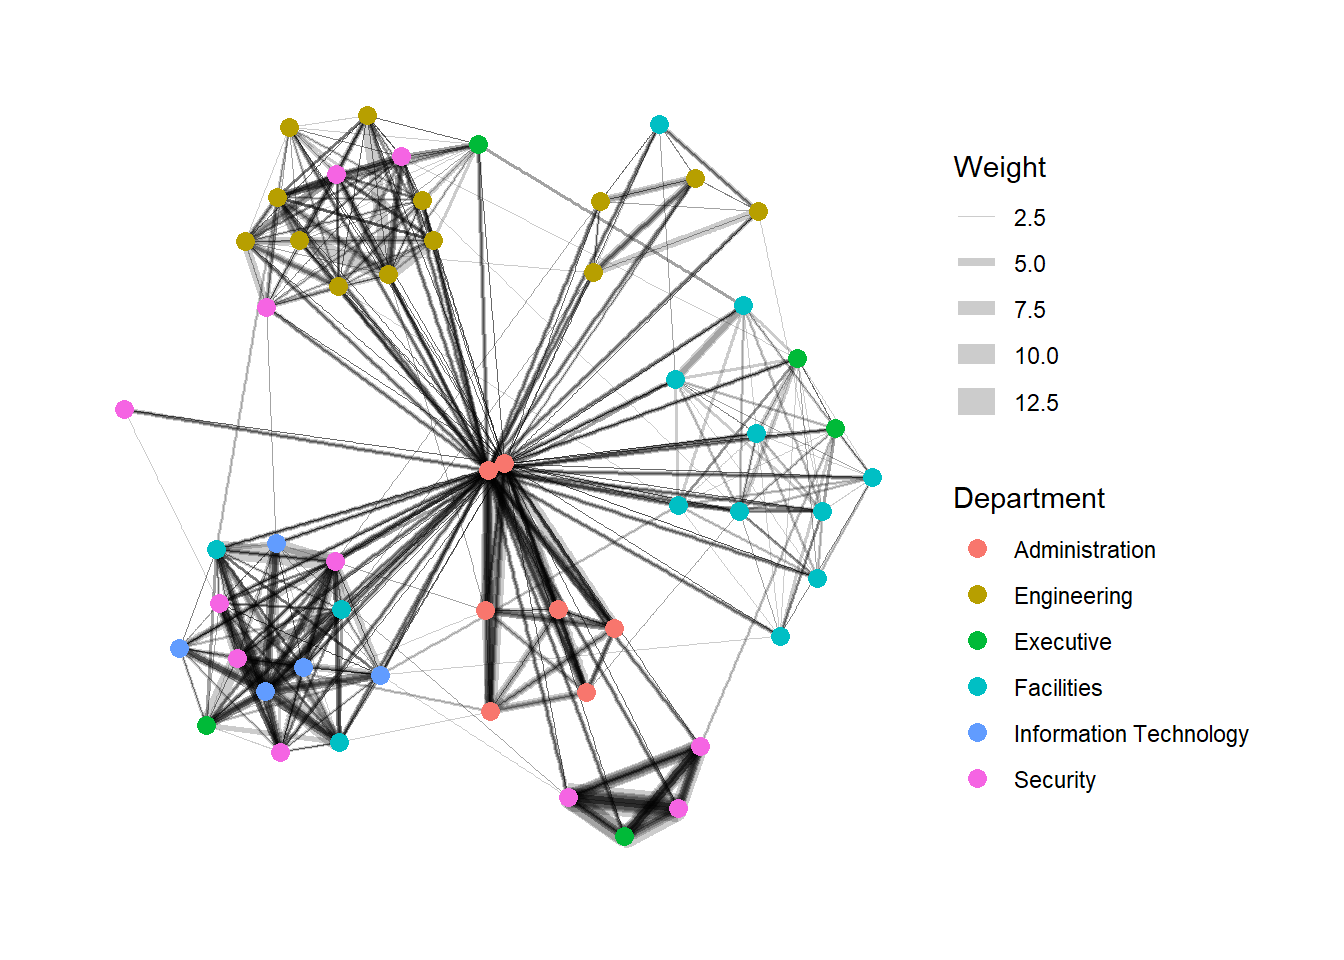 Weight
2.5
5.0
7.5
10.0
12.5
Department
Administration
Engineering
Executive
Facilities
Information Technology
Security